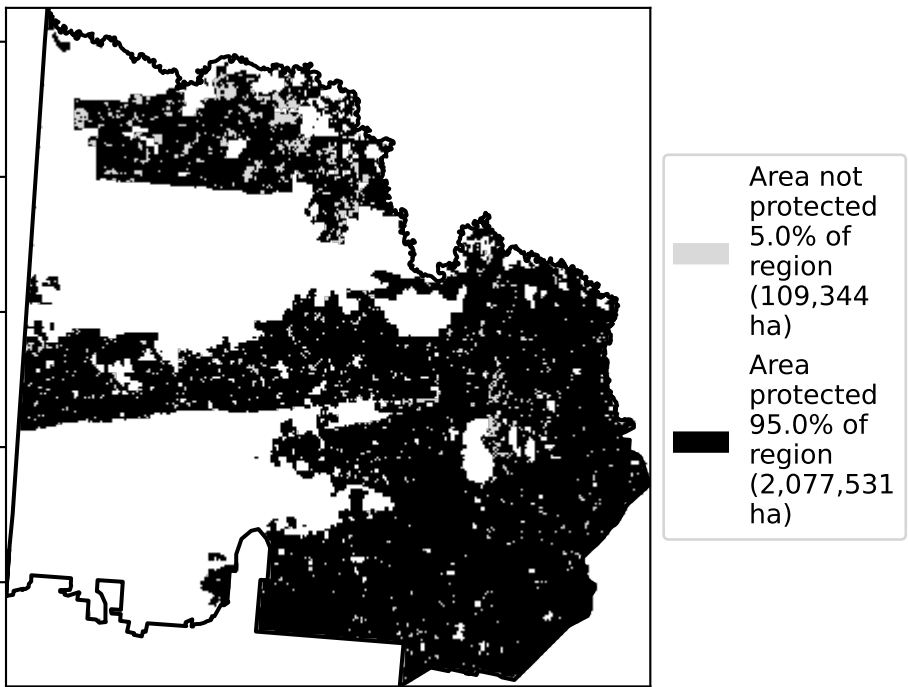 Area not
protected
5.0% of
region
(109,344
ha)
Area
protected
95.0% of
region
(2,077,531
ha)